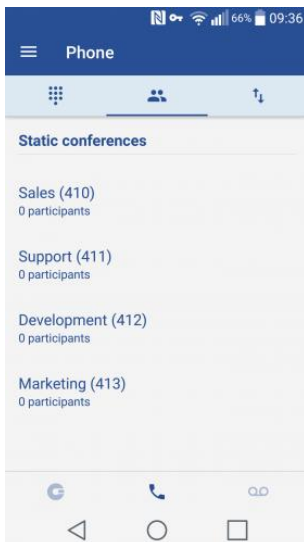 66% 09:36
Phone
Static conferences
Sales (410)
0 participants
Support (411)
0 participants
Development (412)
0 participants
Marketing (413)
0 participants